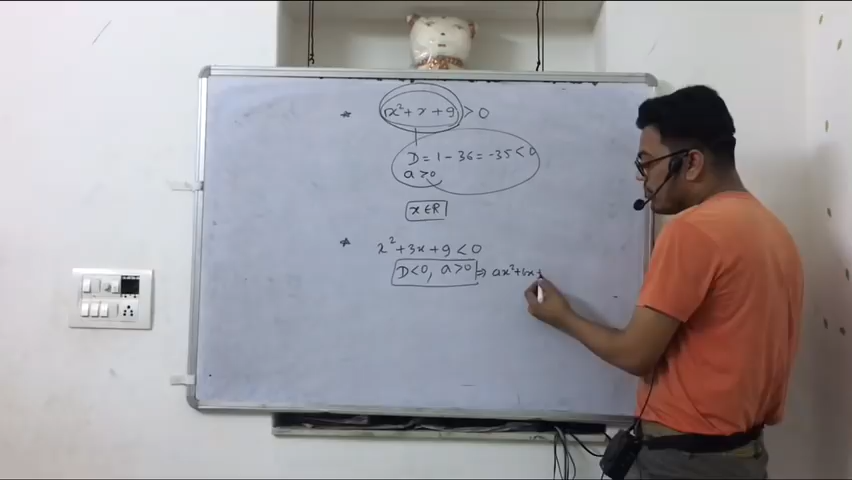 * x²+x+9 > 0
D = 1 - 36 = -35 < 0
a > 0
x ∈ R
* x² + 3x + 9 < 0
D < 0, a > 0 ⇒ ax² + bx +